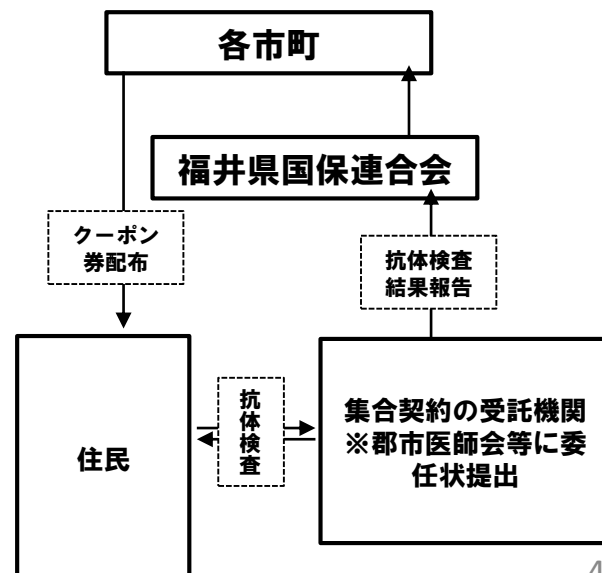 各市町
福井県国保連合会
クーポン
券配布
抗体検査
結果報告
住民
抗体検査
集合契約の受託機関
※郡市医師会等に委
任状提出
4